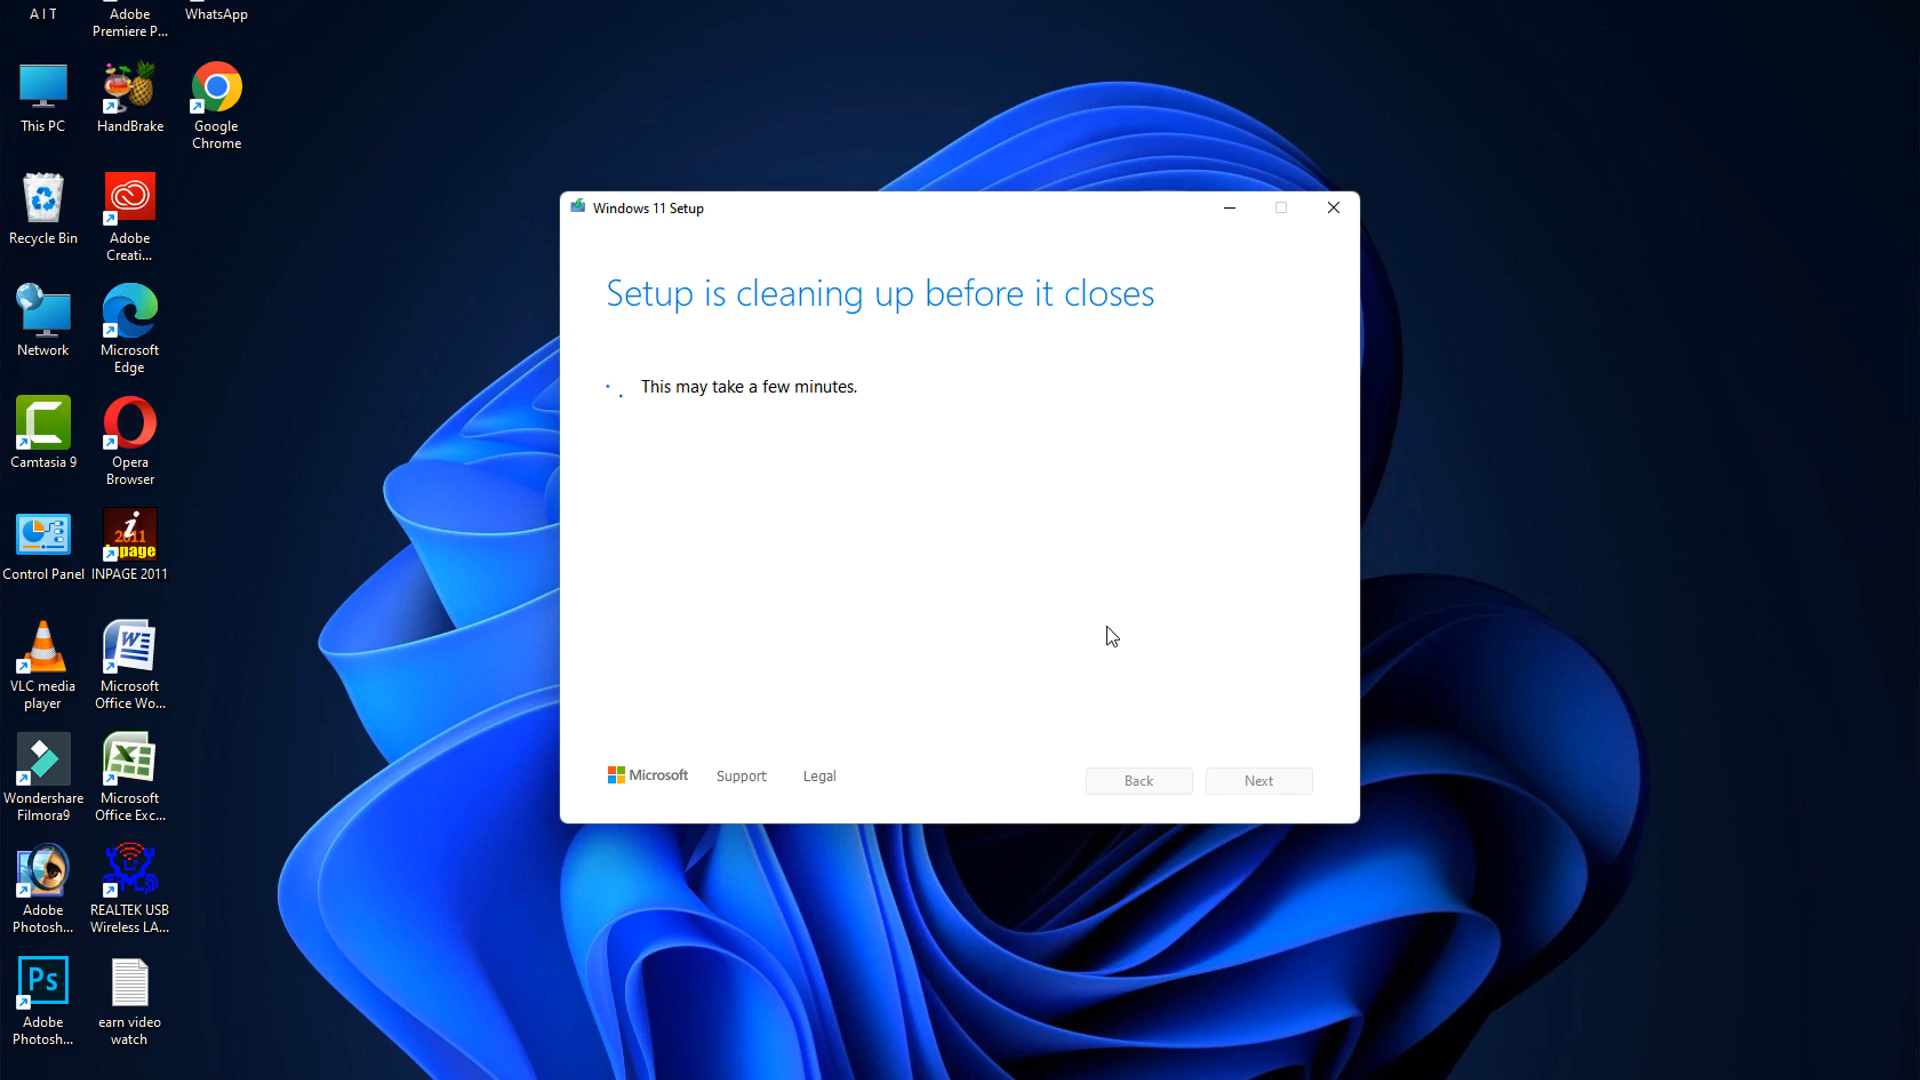 A I T
Adobe
Premiere P...
WhatsApp
This PC
HandBrake
Google
Chrome
Recycle Bin
Adobe
Creati...
Network
Microsoft
Edge
Camtasia 9
Opera
Browser
Control Panel
i
2011
inpage
INPAGE 2011
VLC media
player
W
Microsoft
Office Wo...
Wondershare
Filmora9
X
Microsoft
Office Exc...
Adobe
Photosh...
REALTEK USB
Wireless LA...
Ps
Adobe
Photosh...
earn video
watch
Windows 11 Setup
Setup is cleaning up before it closes
This may take a few minutes.
Microsoft
Support
Legal
Back
Next